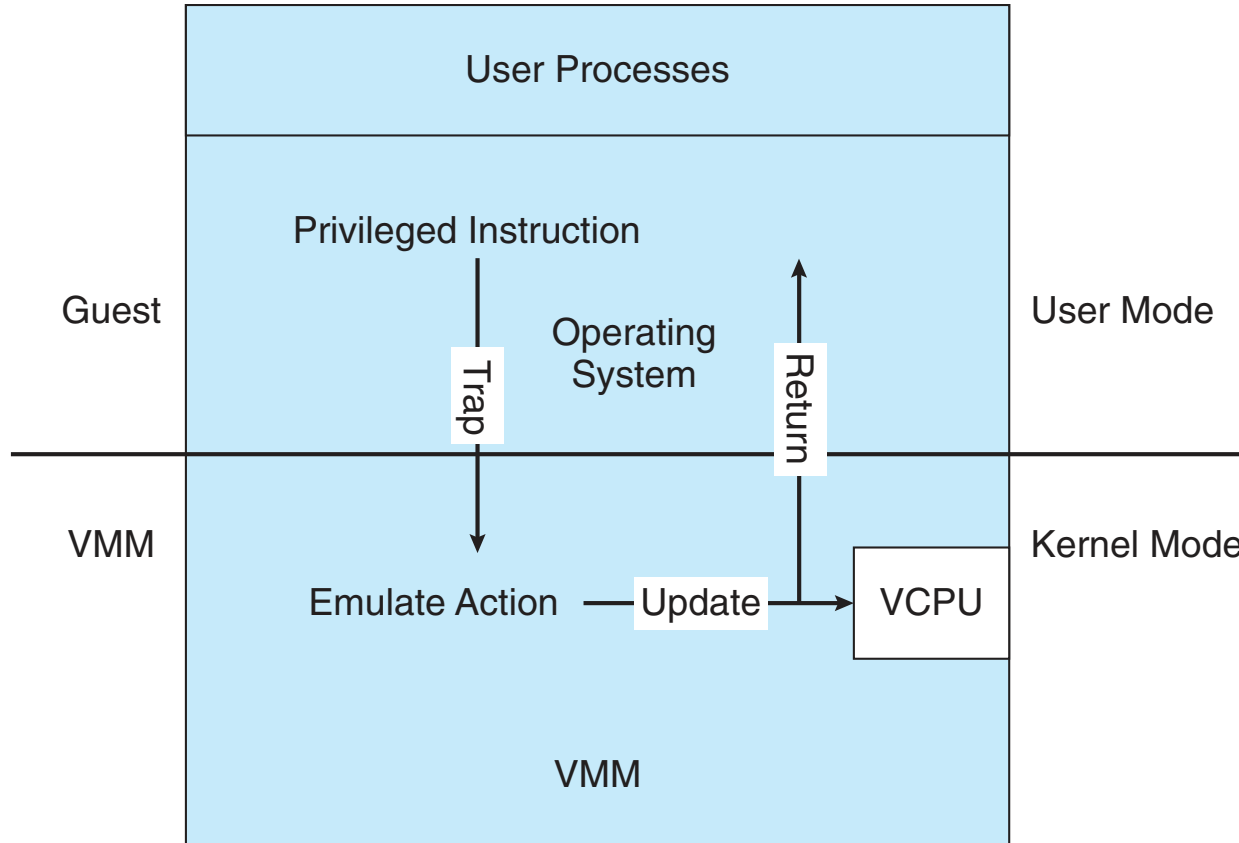 User Processes
Privileged Instruction
Guest
User Mode
Operating
System
Trap
Return
VMM
Kernel Mode
Emulate Action
Update
VCPU
VMM